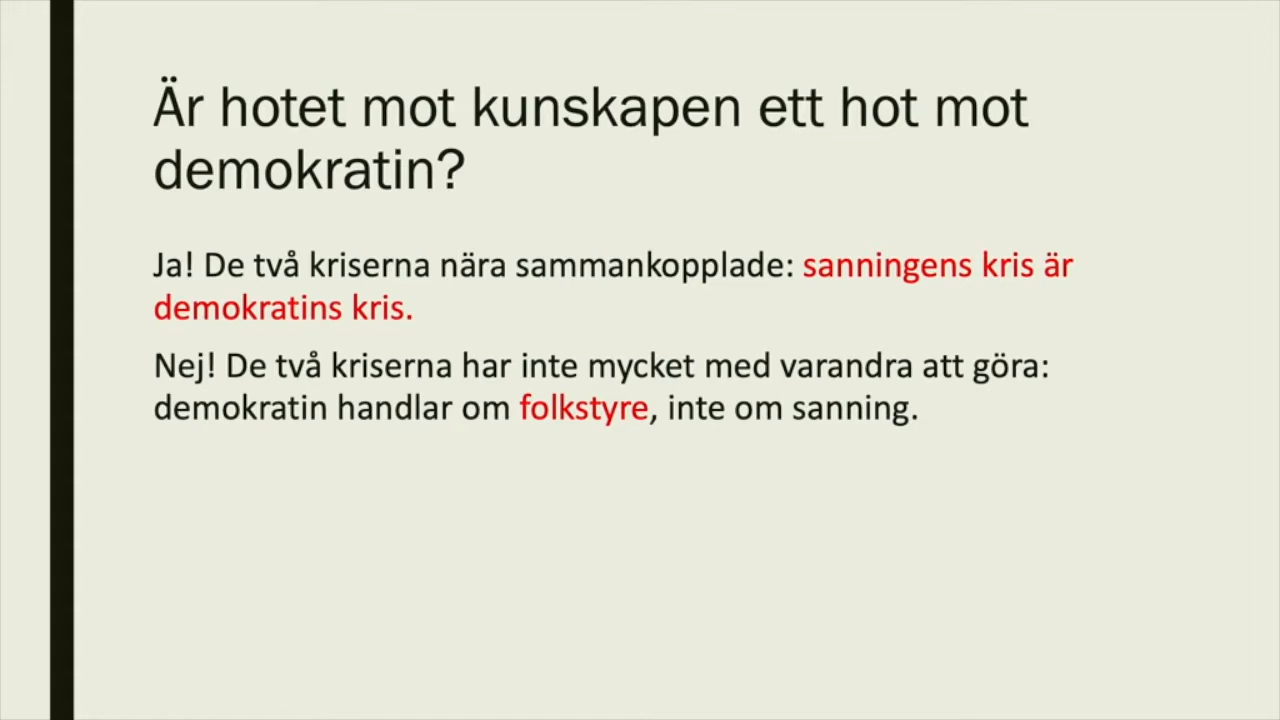 Är hotet mot kunskapen ett hot mot
demokratin?
Ja! De två kriserna nära sammankopplade: sanningens kris är
demokratins kris.
Nej! De två kriserna har inte mycket med varandra att göra:
demokratin handlar om folkstyre, inte om sanning.